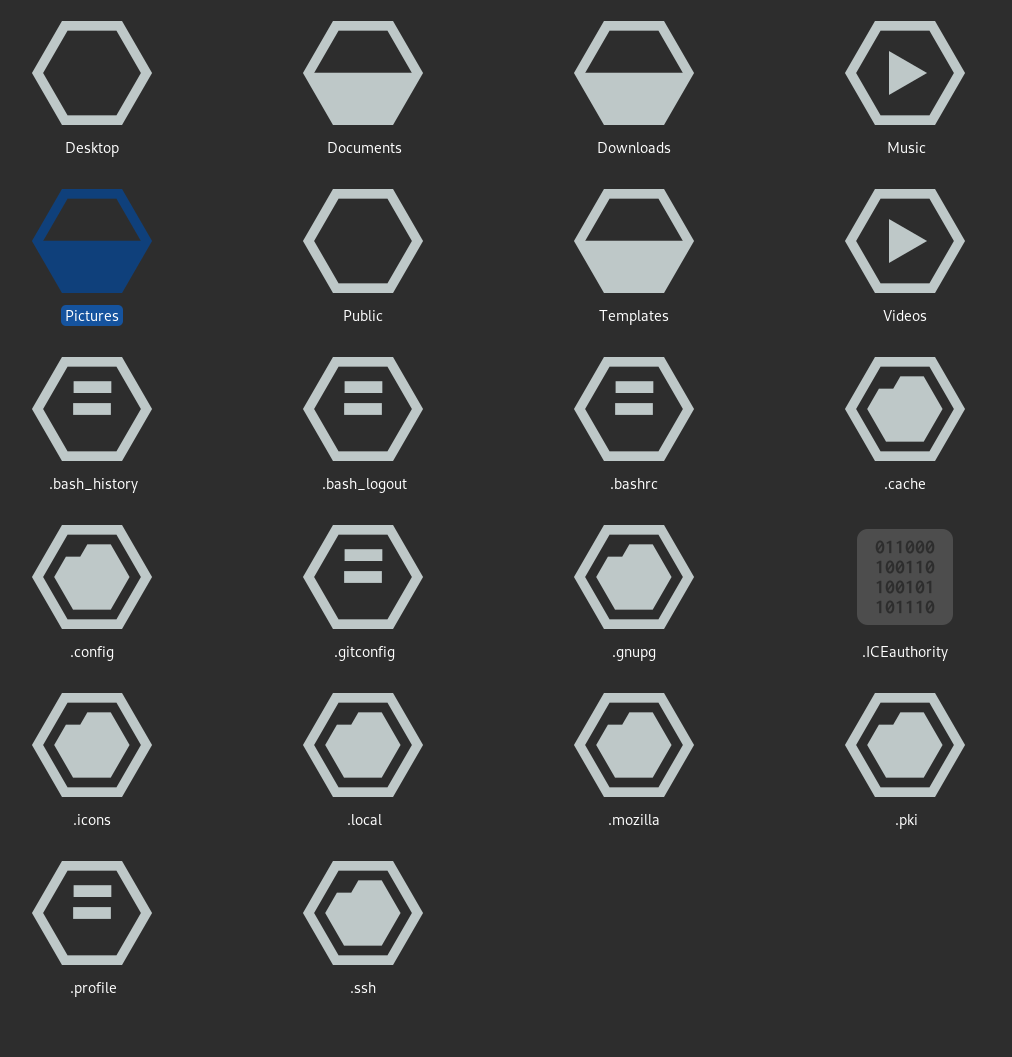 Desktop
Documents
Downloads
Music
Pictures
Public
Templates
Videos
.bash_history
.bash_logout
.bashrc
.cache
.config
.gitconfig
.gnupg
011000
100110
100101
101110
.ICEauthority
.icons
.local
.mozilla
.pki
.profile
.ssh